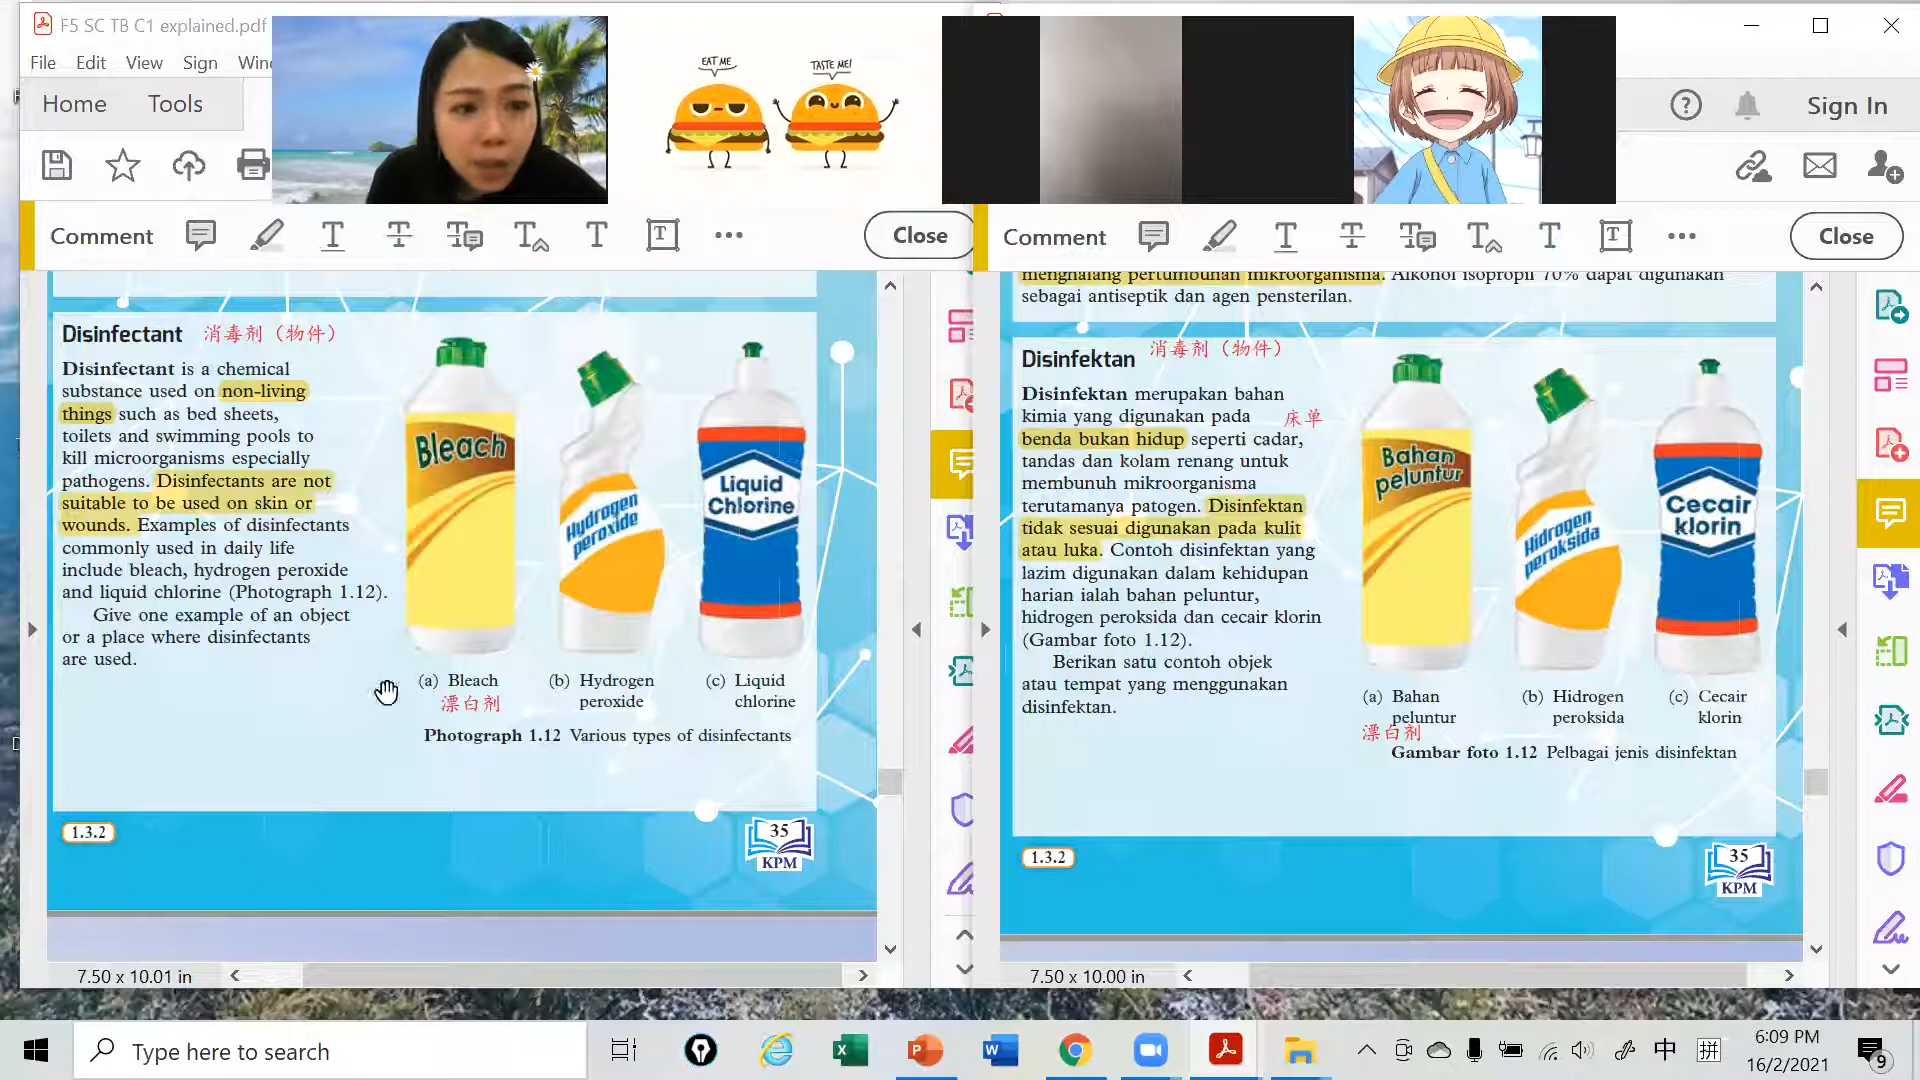 F5 SC TB C1 explained.pdf
File Edit View Sign
Home Tools
EAT ME
TASTE ME!
Sign In
Comment
Close
Comment
Close
Disinfectant 消毒剂（物件）
Disinfectant is a chemical
substance used on non-living
things such as bed sheets,
toilets and swimming pools to
kill microorganisms especially
pathogens. Disinfectants are not
suitable to be used on skin or
wounds. Examples of disinfectants
commonly used in daily life
include bleach, hydrogen peroxide
and liquid chlorine (Photograph 1.12).
Give one example of an object
or a place where disinfectants
are used.
Bleach
Hydrogen
peroxide
Liquid
Chlorine
(a) Bleach
漂白剂
(b) Hydrogen
peroxide
(c) Liquid
chlorine
Photograph 1.12 Various types of disinfectants
1.3.2
35
KPM
7.50 x 10.01 in
menghalang pertumbuhan mikroorganisma. Alkohol isopropil 70% dapat digunakan
sebagai antiseptik dan agen pensterilan.
Disinfektan 消毒剂（物件）
Disinfektan merupakan bahan
kimia yang digunakan pada 床单
benda bukan hidup seperti cadar,
tandas dan kolam renang untuk
membunuh mikroorganisma
terutamanya patogen. Disinfektan
tidak sesuai digunakan pada kulit
atau luka. Contoh disinfektan yang
lazim digunakan dalam kehidupan
harian ialah bahan peluntur,
hidrogen peroksida dan cecair klorin
(Gambar foto 1.12).
Berikan satu contoh objek
atau tempat yang menggunakan
disinfektan.
Bahan
peluntur
Hidrogen
peroksida
Cecair
klorin
(a) Bahan
peluntur
漂白剂
(b) Hidrogen
peroksida
(c) Cecair
klorin
Gambar foto 1.12 Pelbagai jenis disinfektan
1.3.2
35
KPM
7.50 x 10.00 in
Type here to search
中
拼
6:09 PM
16/2/2021
9